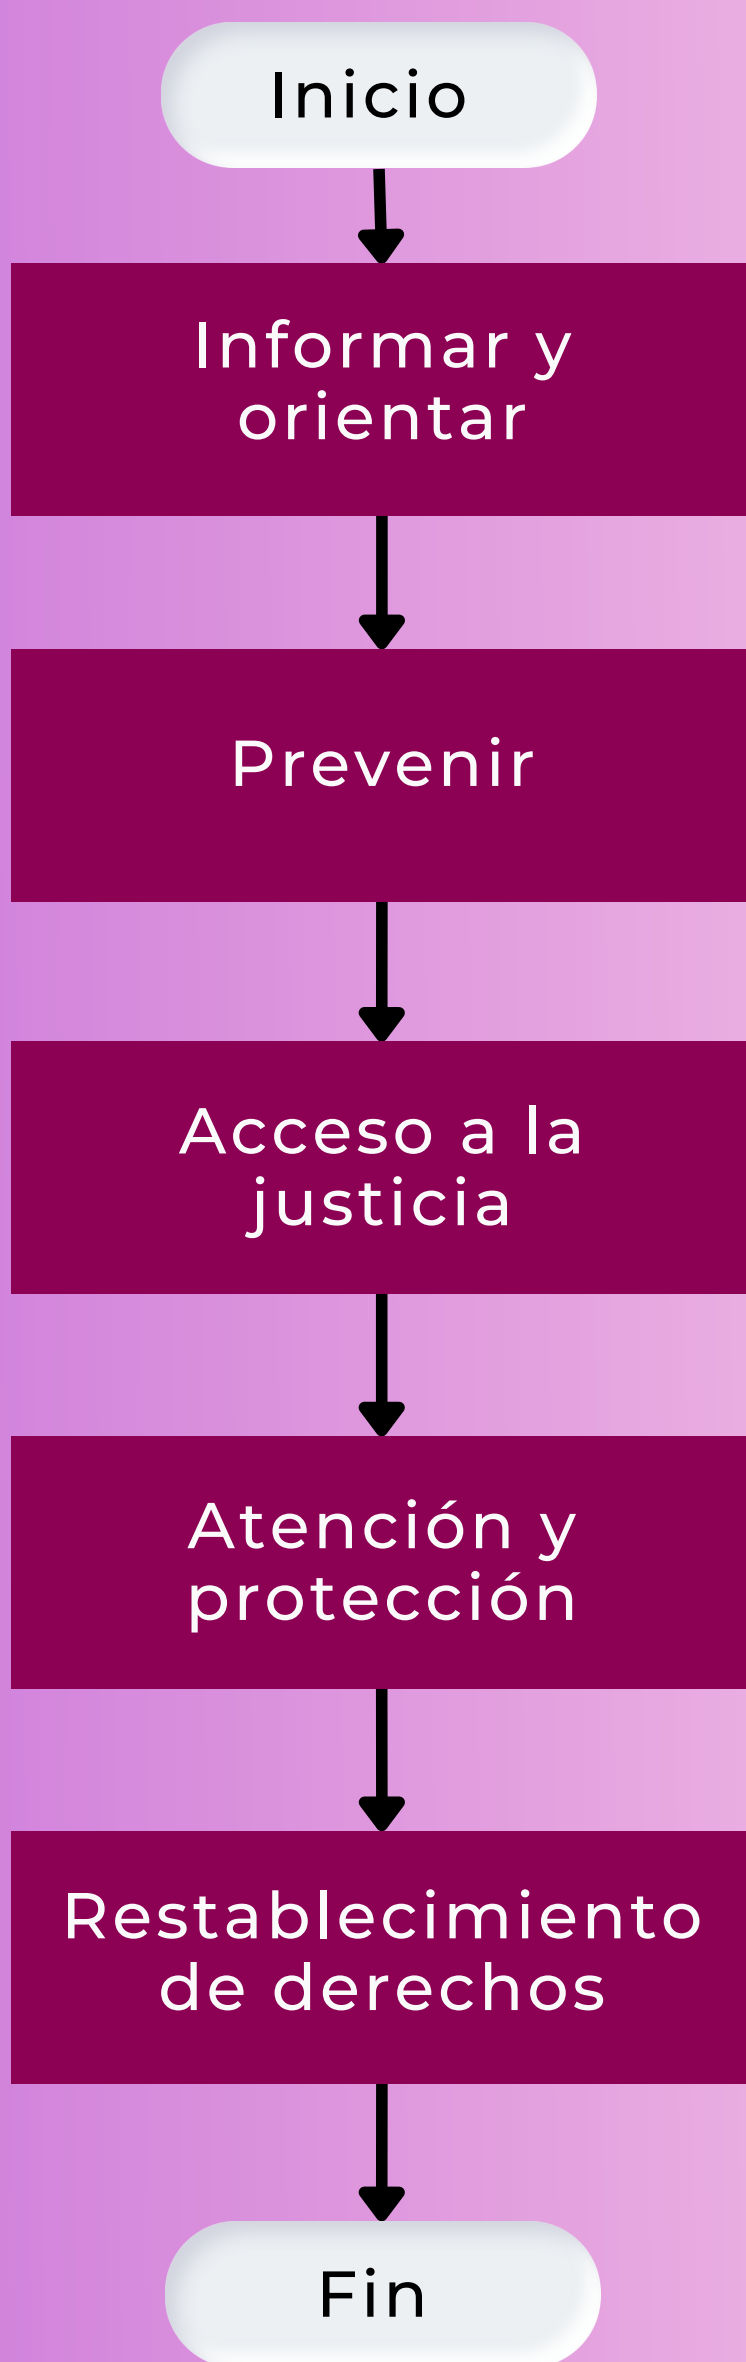 Inicio
Informar y
orientar
Prevenir
Acceso a la
justicia
Atención y
protección
Restablecimiento
de derechos
Fin